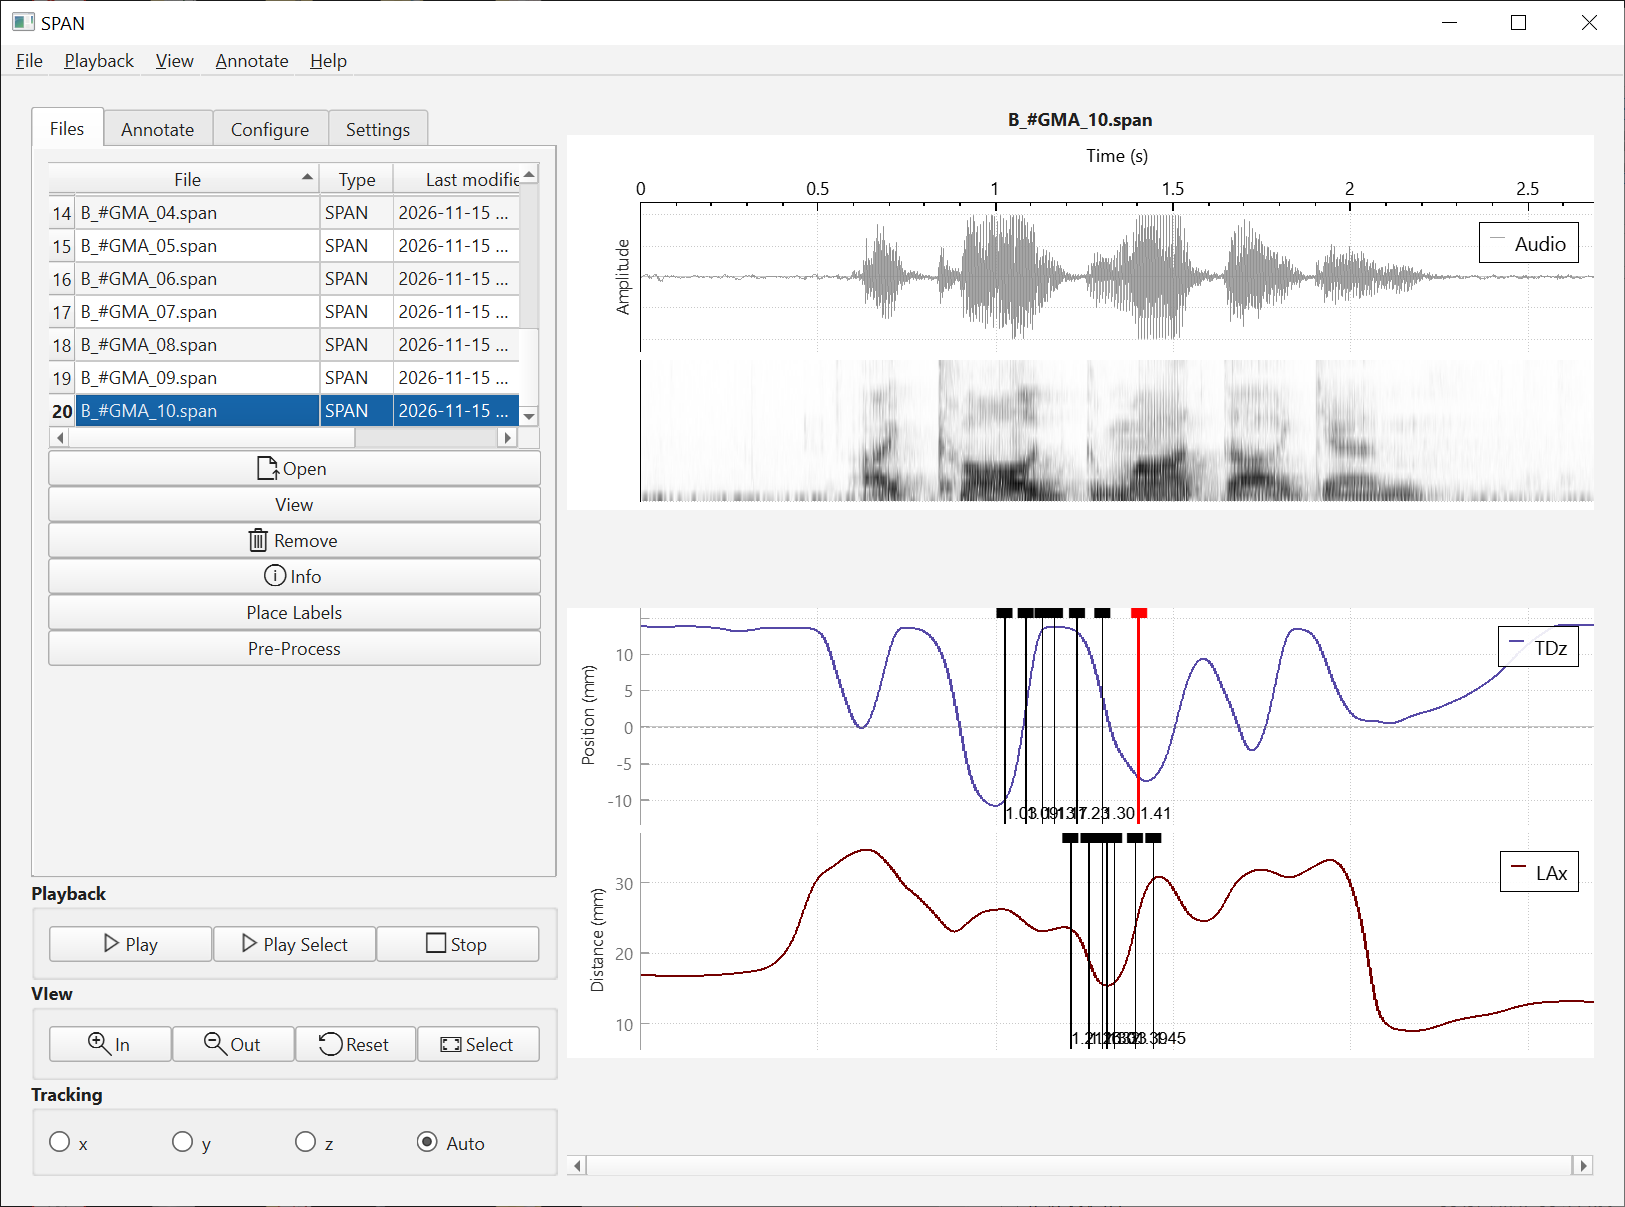 SPAN
File Playback View Annotate Help
Files Annotate Configure Settings
File Type Last modifie
14 B_#GMA_04.span SPAN 2026-11-15 ...
15 B_#GMA_05.span SPAN 2026-11-15 ...
16 B_#GMA_06.span SPAN 2026-11-15 ...
17 B_#GMA_07.span SPAN 2026-11-15 ...
18 B_#GMA_08.span SPAN 2026-11-15 ...
19 B_#GMA_09.span SPAN 2026-11-15 ...
20 B_#GMA_10.span SPAN 2026-11-15 ...
Open
View
Remove
Info
Place Labels
Pre-Process
Playback
Play Play Select Stop
VIew
In Out Reset Select
Tracking
x y z Auto
B_#GMA_10.span
Time (s)
0 0.5 1 1.5 2 2.5
Amplitude
Audio
Position (mm)
10
5
0
-5
-10
TDz
1.30 1.41
Distance (mm)
30
20
10
LAx